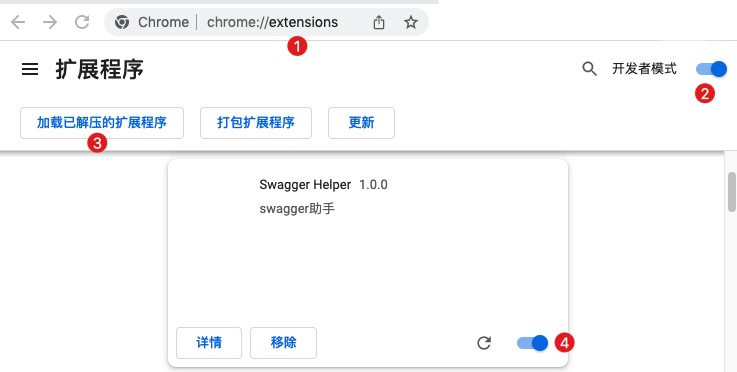 Chrome | chrome://extensions
1
扩展程序 开发者模式
2
加载已解压的扩展程序 打包扩展程序 更新
3
Swagger Helper 1.0.0
swagger助手
详情 移除 4